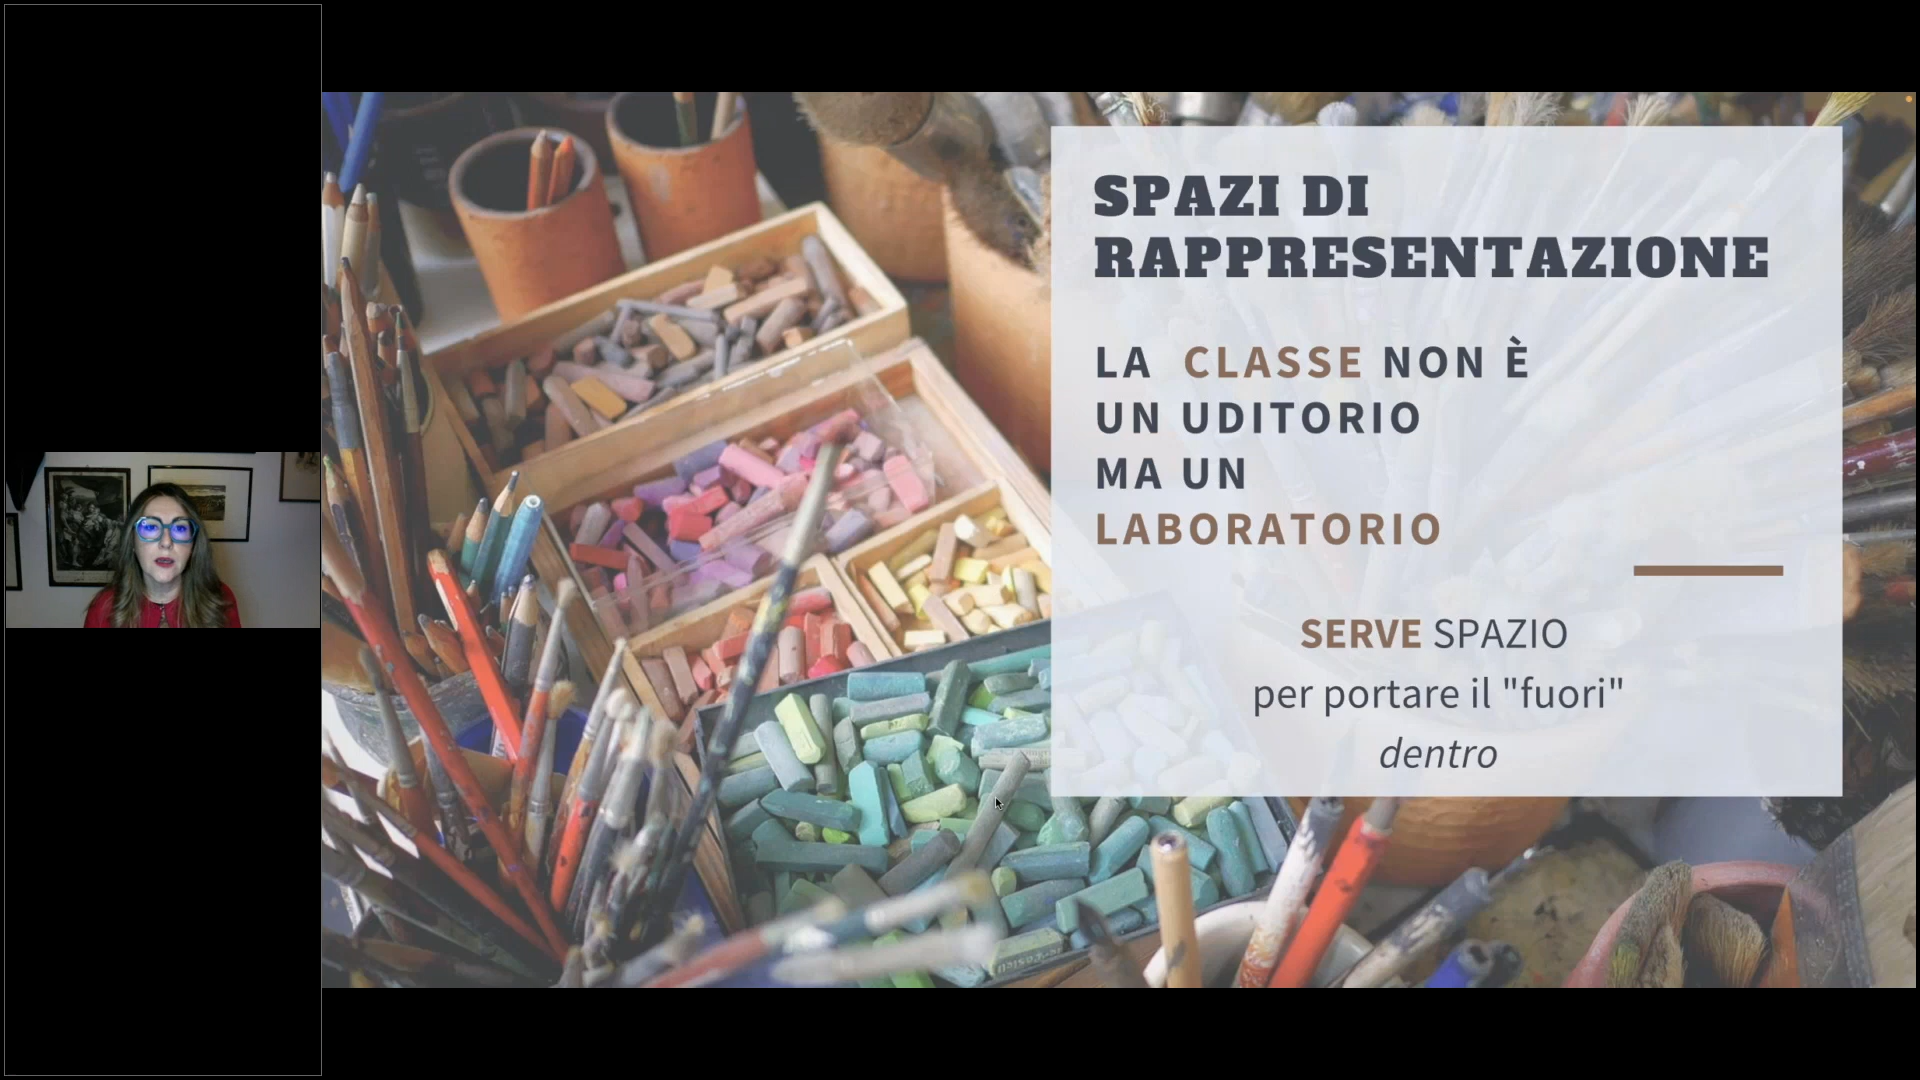 SPAZI DI
RAPPRESENTAZIONE
LA CLASSE NON È
UN UDITORIO
MA UN
LABORATORIO
SERVE SPAZIO
per portare il "fuori"
dentro